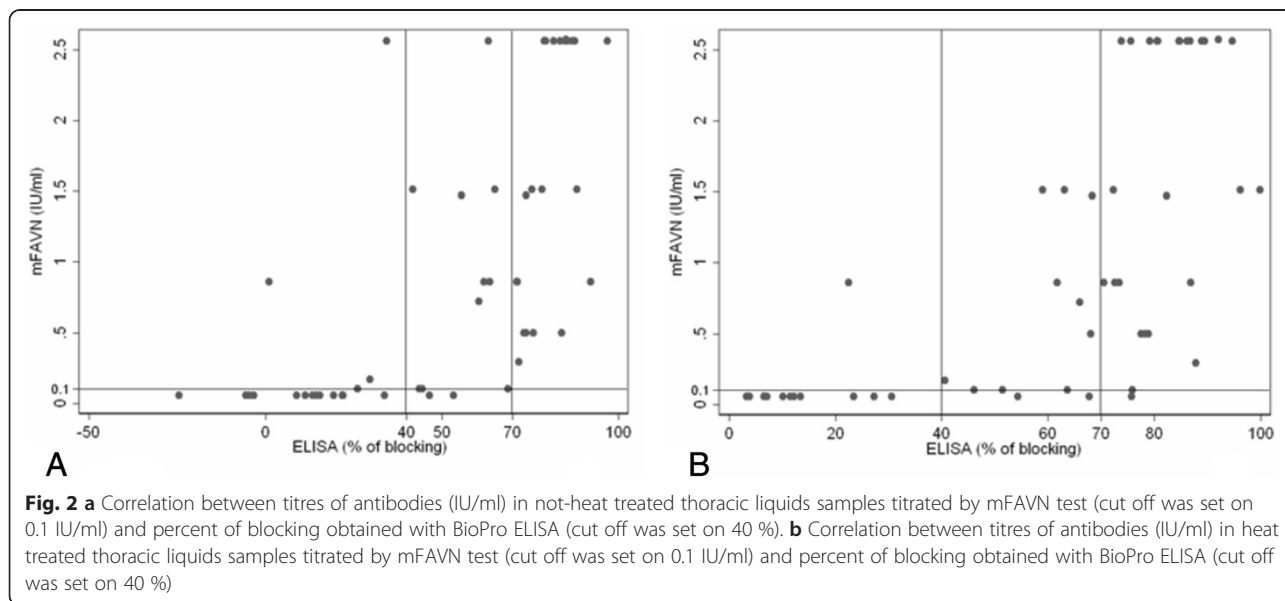 2.5
2
1.5
1
.5
0.1
0
mFAVN (IU/ml)
-50 0 40 50 70 100
ELISA (% of blocking)
A
2.5
2
1.5
1
.5
0.1
0
mFAVN (IU/ml)
0 20 40 60 70 80 100
ELISA (% of blocking)
B
Fig. 2 a Correlation between titres of antibodies (IU/ml) in not-heat treated thoracic liquids samples titrated by mFAVN test (cut off was set on
0.1 IU/ml) and percent of blocking obtained with BioPro ELISA (cut off was set on 40 %). b Correlation between titres of antibodies (IU/ml) in heat
treated thoracic liquids samples titrated by mFAVN test (cut off was set on 0.1 IU/ml) and percent of blocking obtained with BioPro ELISA (cut off
was set on 40 %)